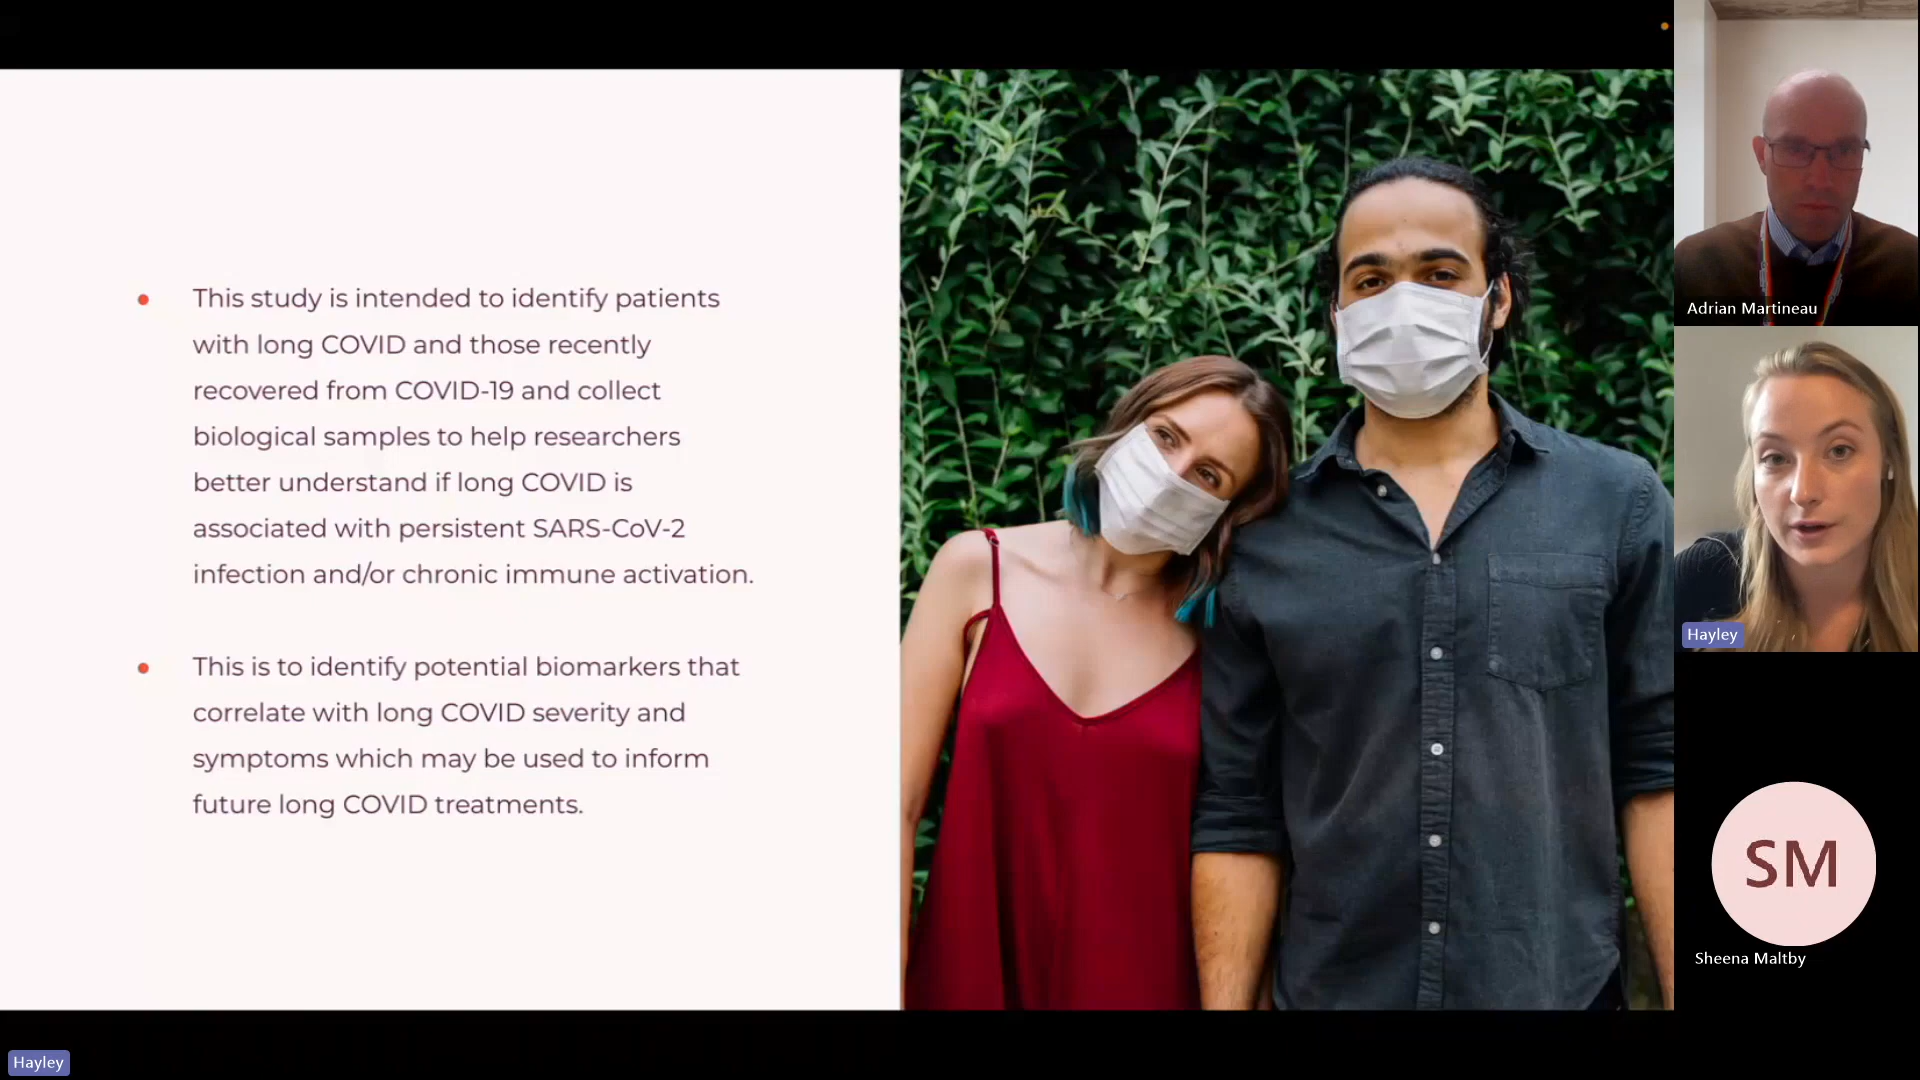 This study is intended to identify patients
with long COVID and those recently
recovered from COVID-19 and collect
biological samples to help researchers
better understand if long COVID is
associated with persistent SARS-CoV-2
infection and/or chronic immune activation.
This is to identify potential biomarkers that
correlate with long COVID severity and
symptoms which may be used to inform
future long COVID treatments.
Adrian Martineau
Hayley
SM
Sheena Maltby
Hayley